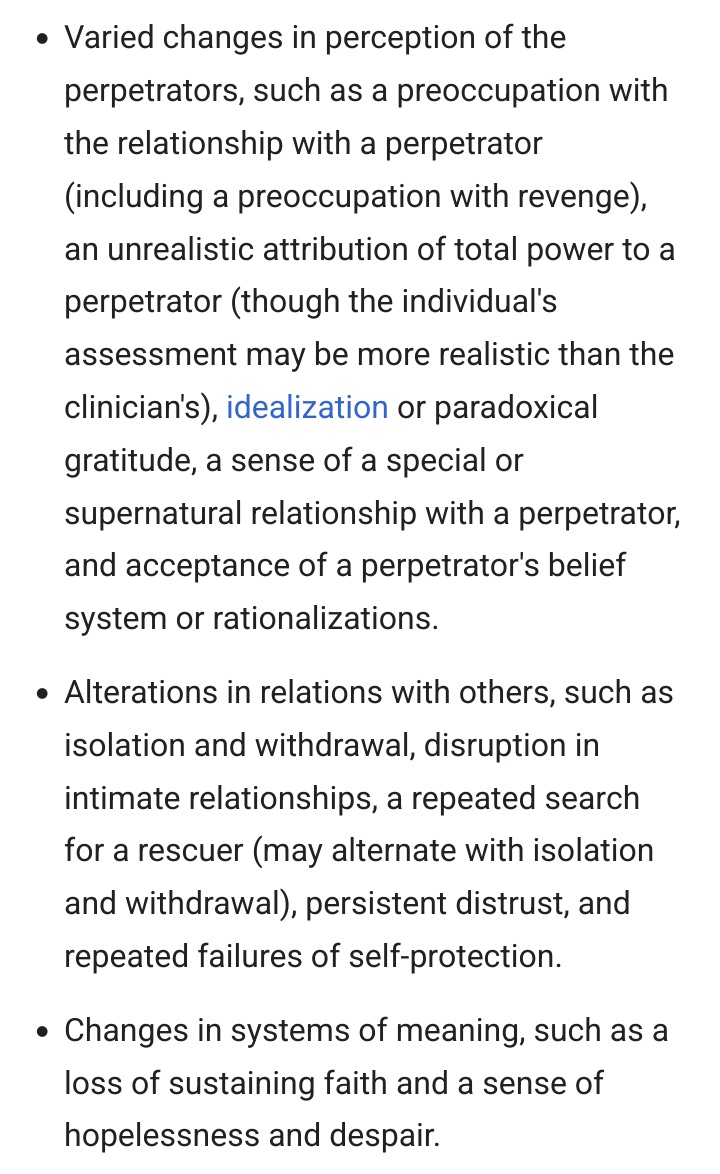 • Varied changes in perception of the
perpetrators, such as a preoccupation with
the relationship with a perpetrator
(including a preoccupation with revenge),
an unrealistic attribution of total power to a
perpetrator (though the individual's
assessment may be more realistic than the
clinician's), idealization or paradoxical
gratitude, a sense of a special or
supernatural relationship with a perpetrator,
and acceptance of a perpetrator's belief
system or rationalizations.
• Alterations in relations with others, such as
isolation and withdrawal, disruption in
intimate relationships, a repeated search
for a rescuer (may alternate with isolation
and withdrawal), persistent distrust, and
repeated failures of self-protection.
• Changes in systems of meaning, such as a
loss of sustaining faith and a sense of
hopelessness and despair.